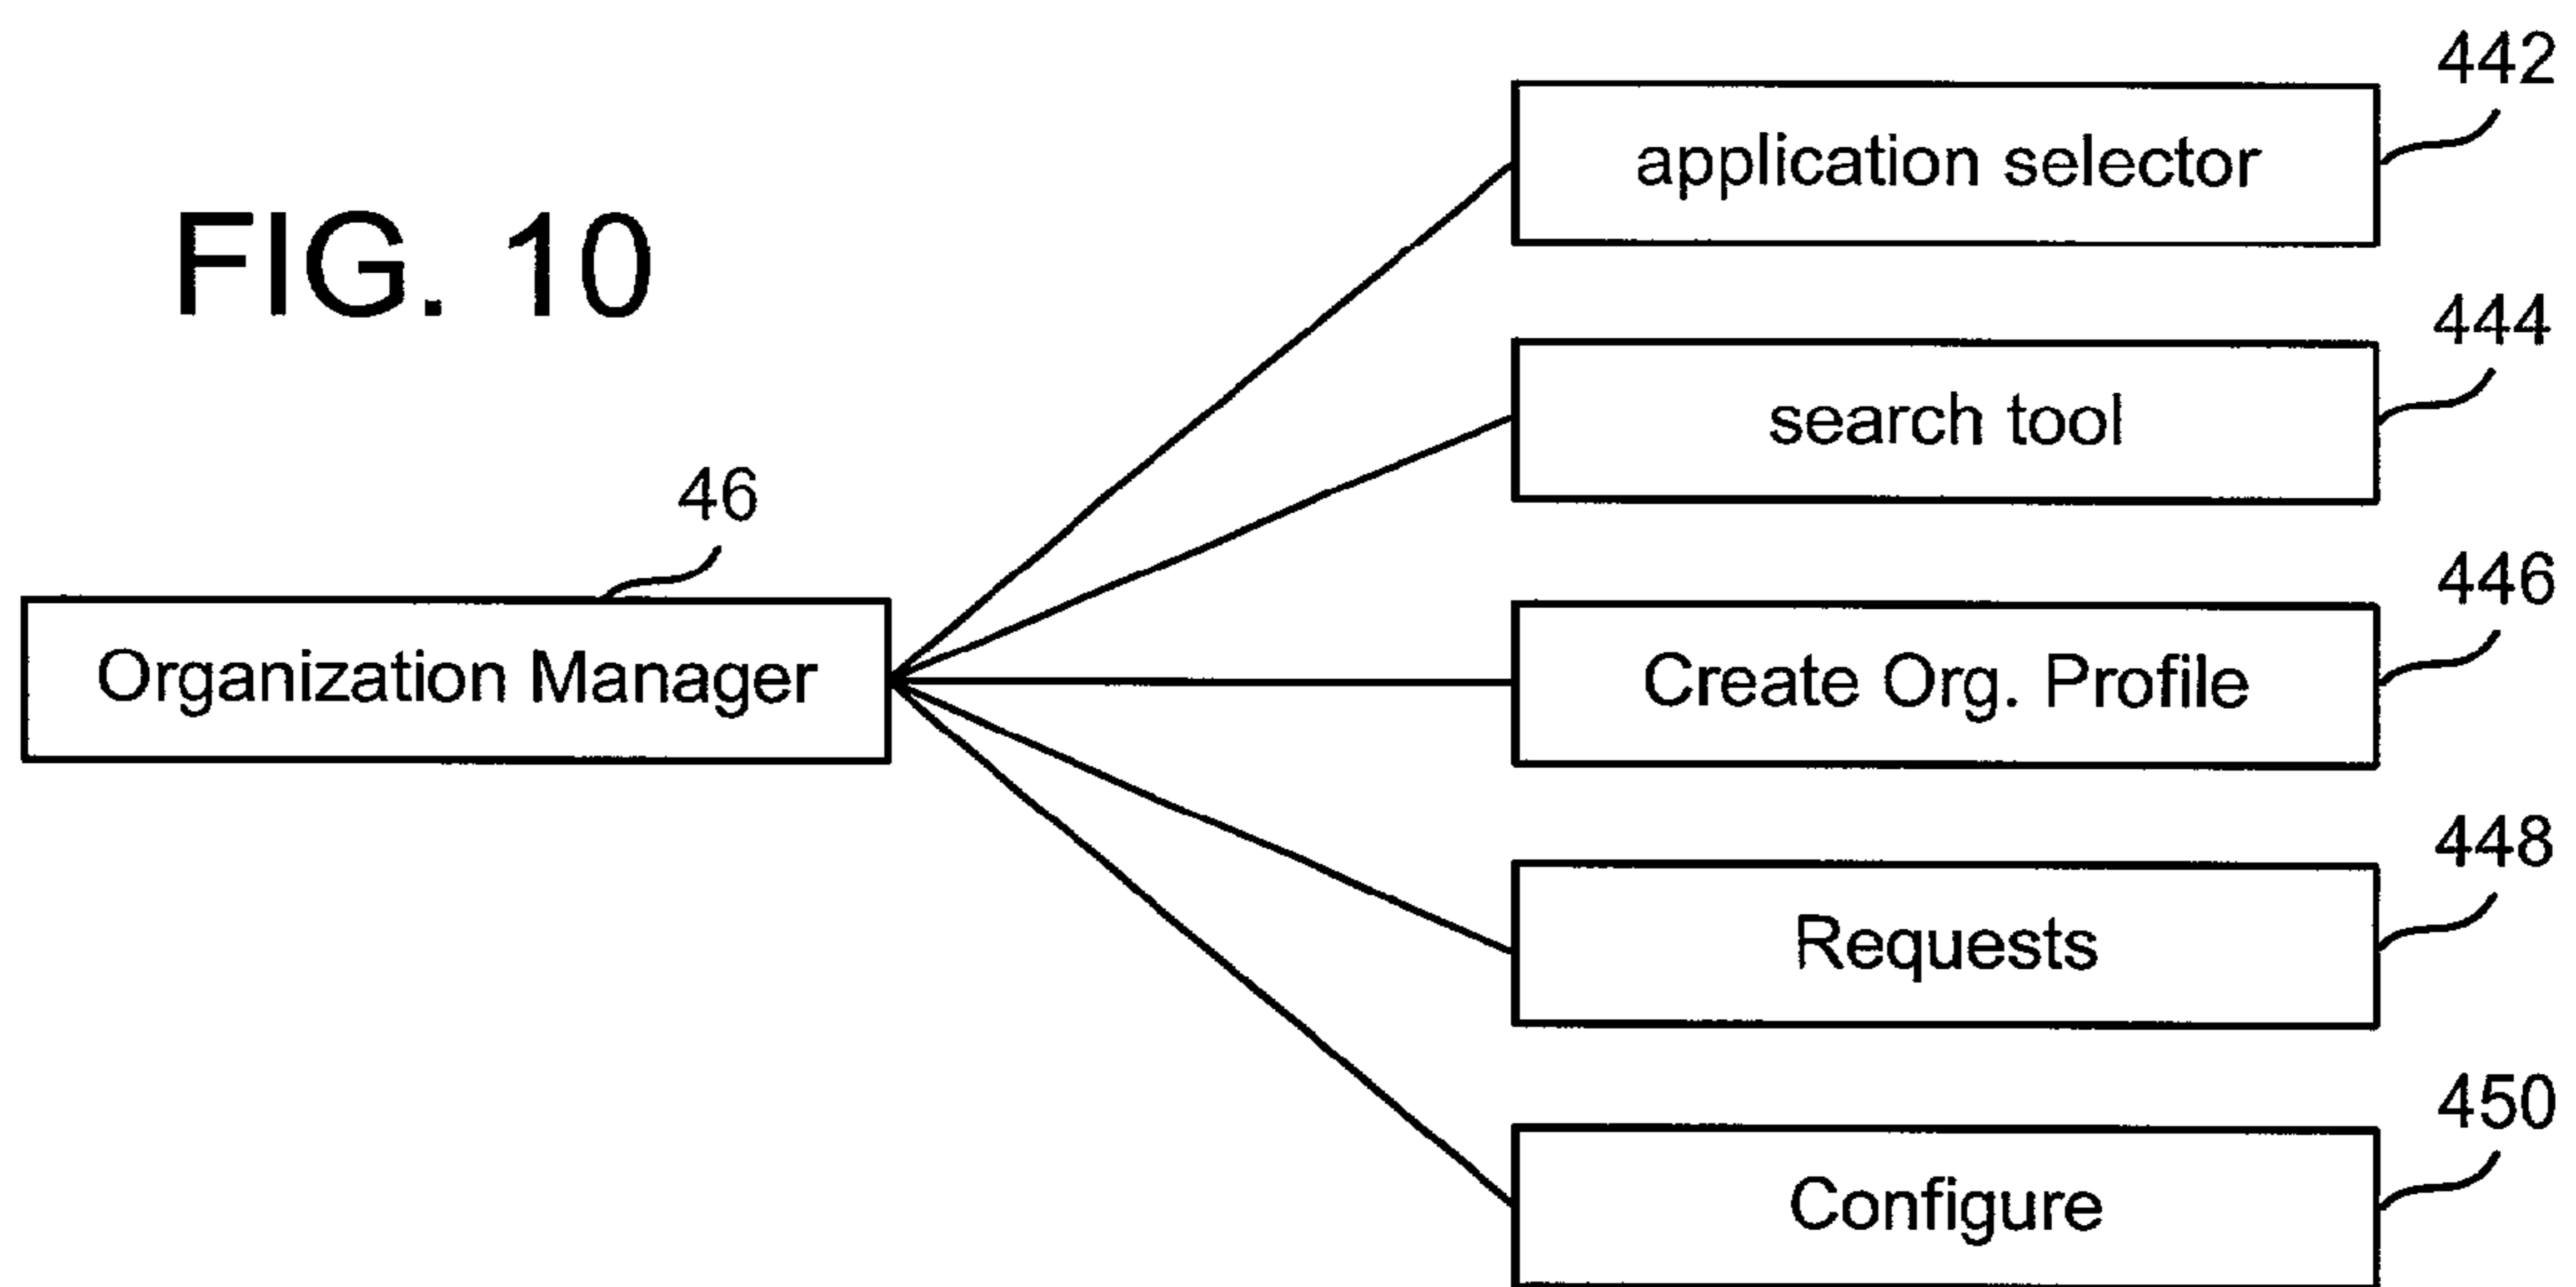 442
application selector
FIG. 10
444
search tool
46
446
Organization Manager
Create Org. Profile
448
Requests
450
Configure